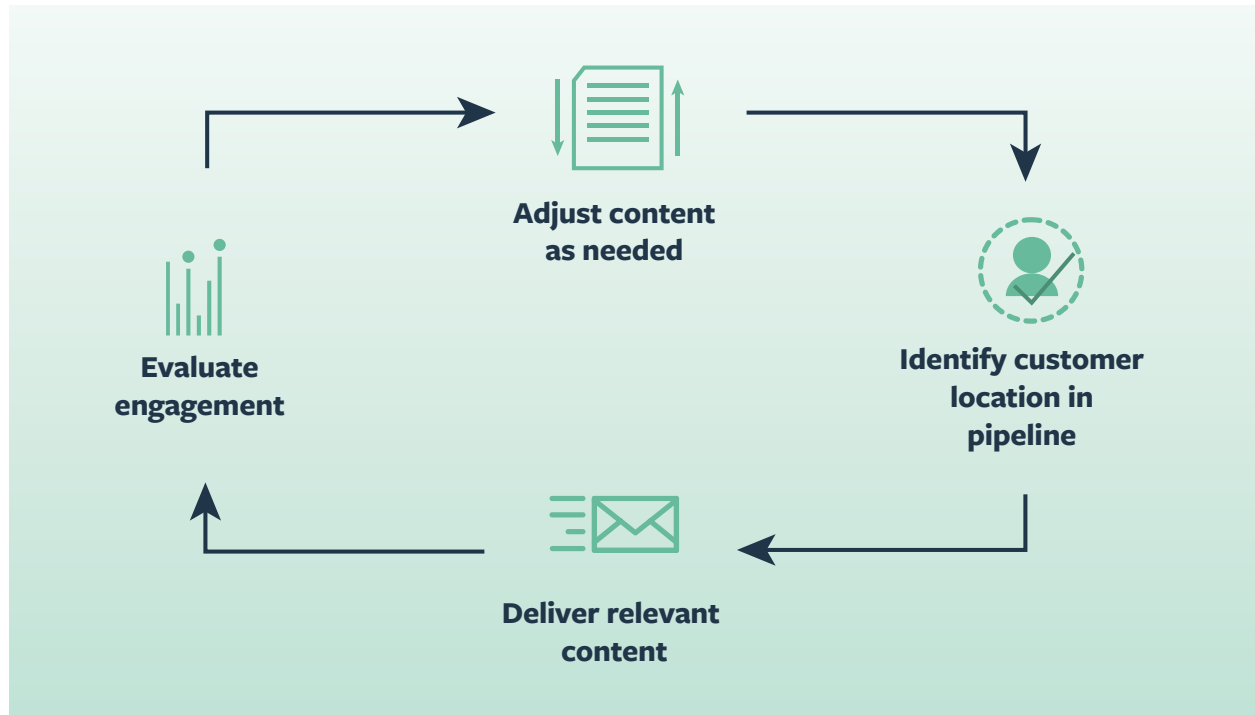 Adjust content
as needed
Identify customer
location in
pipeline
Evaluate
engagement
Deliver relevant
content